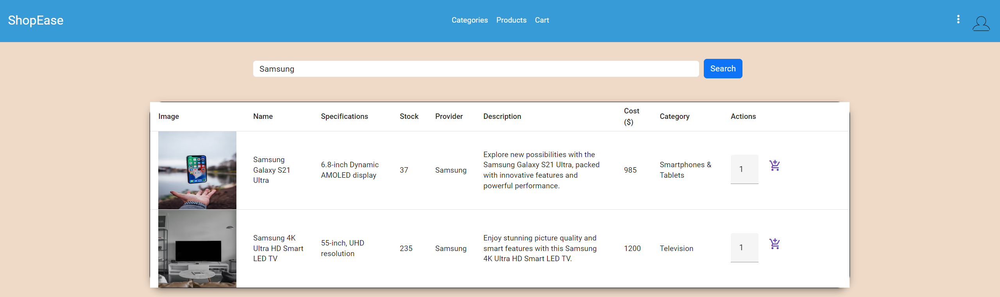 ShopEase
Categories Products Cart
Samsung
Search
Image Name Specifications Stock Provider Description Cost ($) Category Actions
Samsung
Galaxy S21
Ultra
6.8-inch Dynamic
AMOLED display
37
Samsung
Explore new possibilities with the
Samsung Galaxy S21 Ultra, packed
with innovative features and
powerful performance.
985
Smartphones &
Tablets
1
Samsung 4K
Ultra HD Smart
LED TV
55-inch, UHD
resolution
235
Samsung
Enjoy stunning picture quality and
smart features with this Samsung
4K Ultra HD Smart LED TV.
1200
Television
1